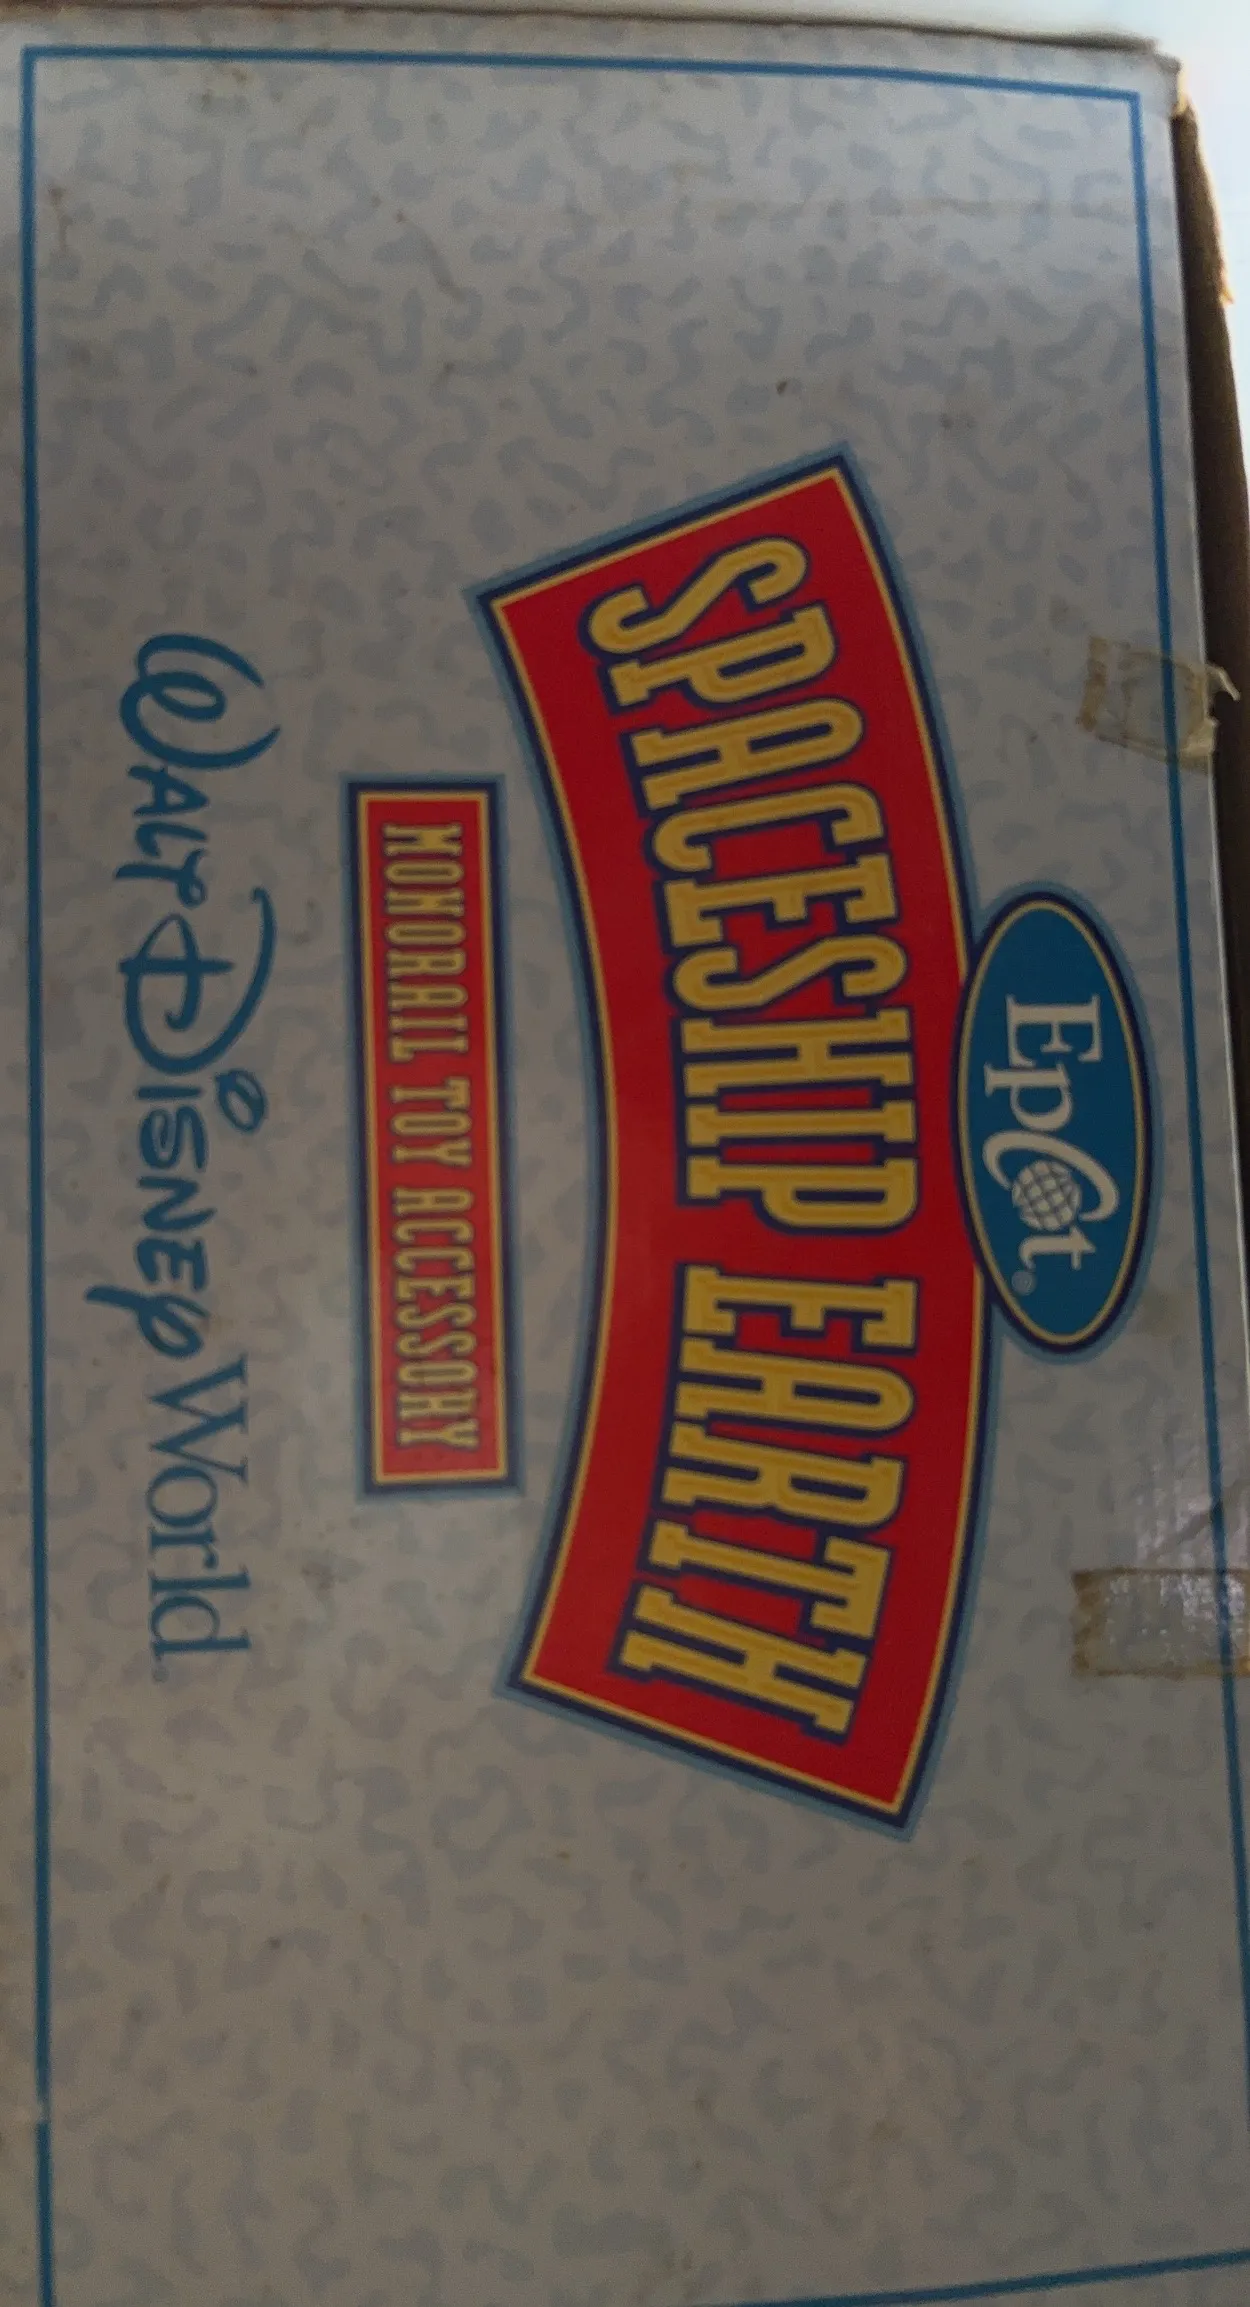 Epcot®
SPACESHIP EARTH
MONORAIL TOY ACCESSORY
WALT DISNEY World